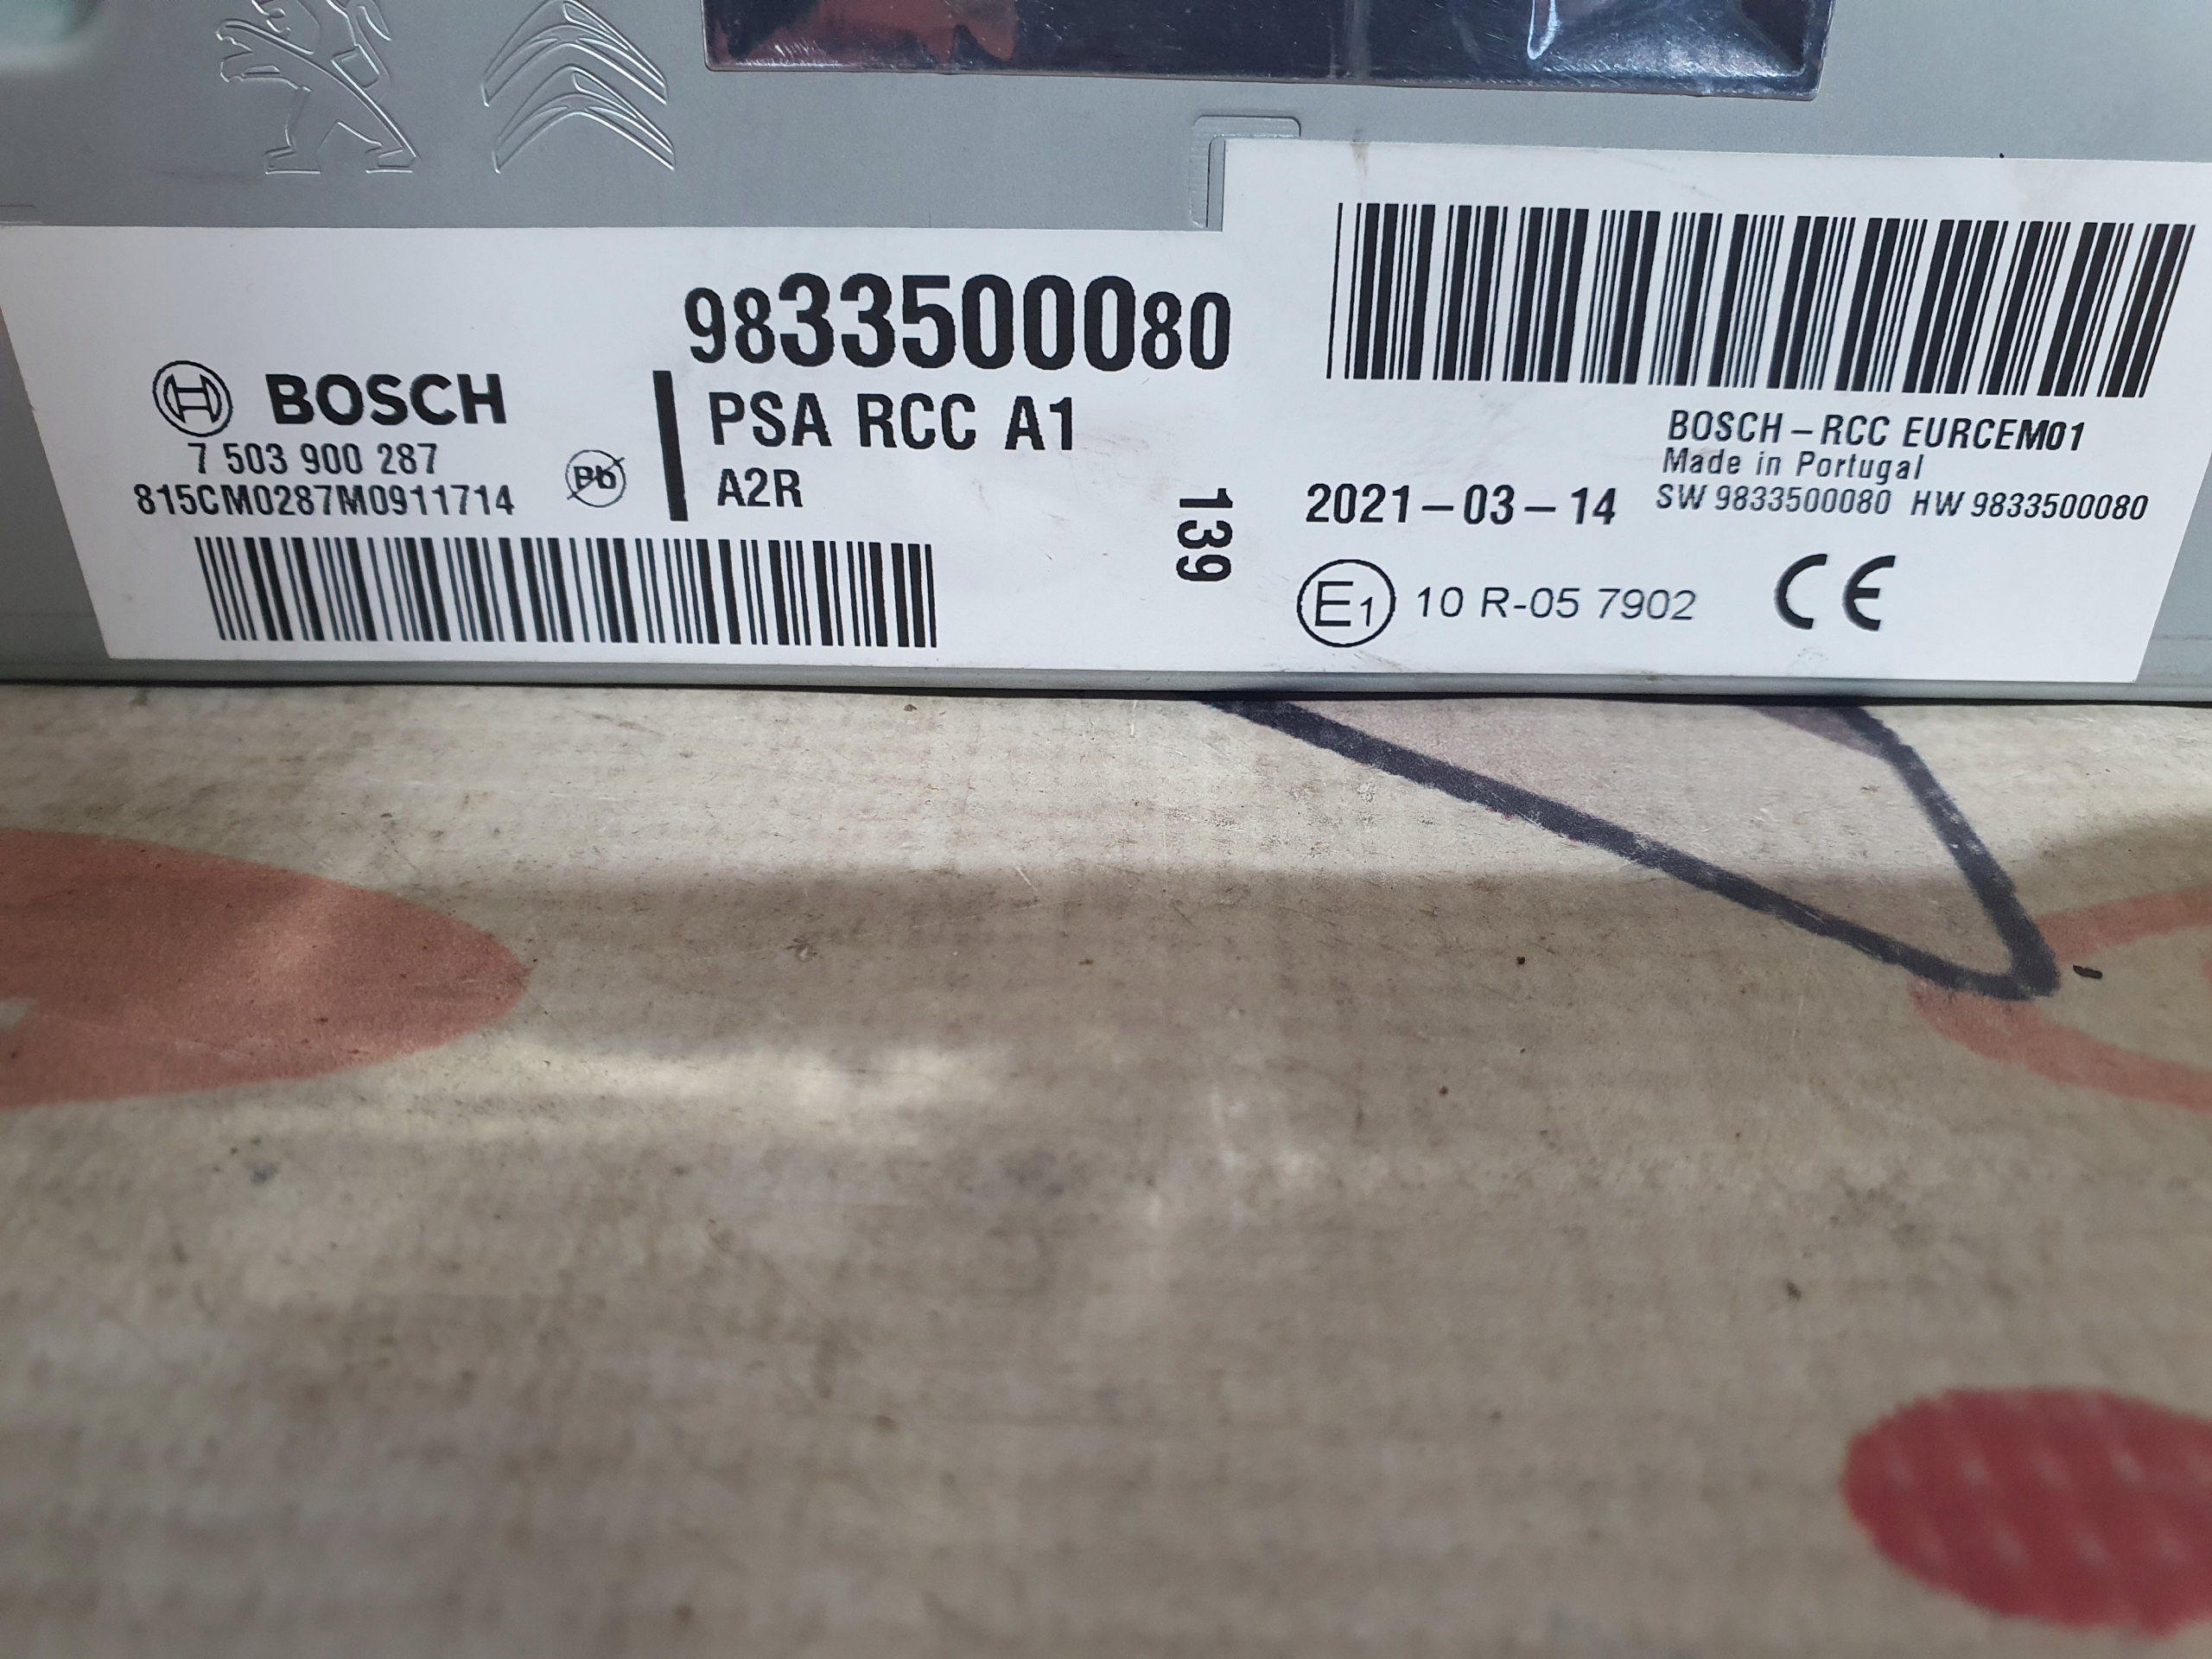 9833500080
BOSCH
7 503 900 287
815CM0287M0911714
Pb
PSA RCC A1
A2R
139
BOSCH-RCC EURCEM01
Made in Portugal
2021-03-14
SW 9833500080 HW 9833500080
E1 10 R-05 7902
CE